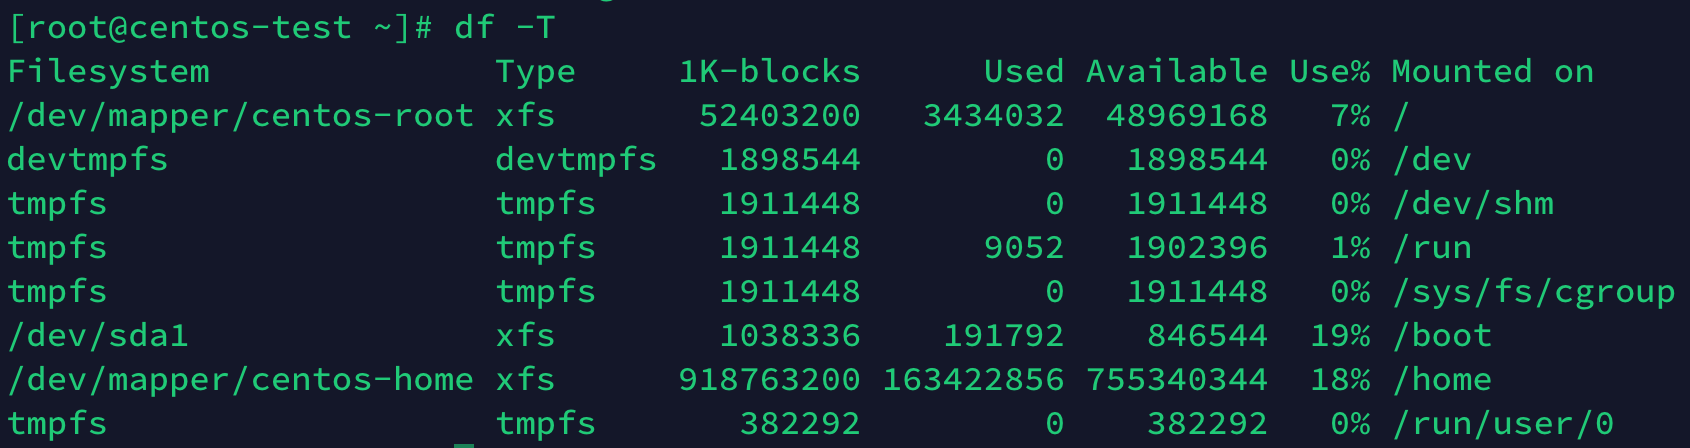 [root@centos-test ~]# df -T
Filesystem              Type     1K-blocks      Used Available Use% Mounted on
/dev/mapper/centos-root xfs       52403200   3434032  48969168   7% /
devtmpfs                devtmpfs   1898544         0   1898544   0% /dev
tmpfs                   tmpfs      1911448         0   1911448   0% /dev/shm
tmpfs                   tmpfs      1911448      9052   1902396   1% /run
tmpfs                   tmpfs      1911448         0   1911448   0% /sys/fs/cgroup
/dev/sda1               xfs        1038336    191792    846544  19% /boot
/dev/mapper/centos-home xfs      918763200 163422856 755340344  18% /home
tmpfs                   tmpfs       382292         0    382292   0% /run/user/0